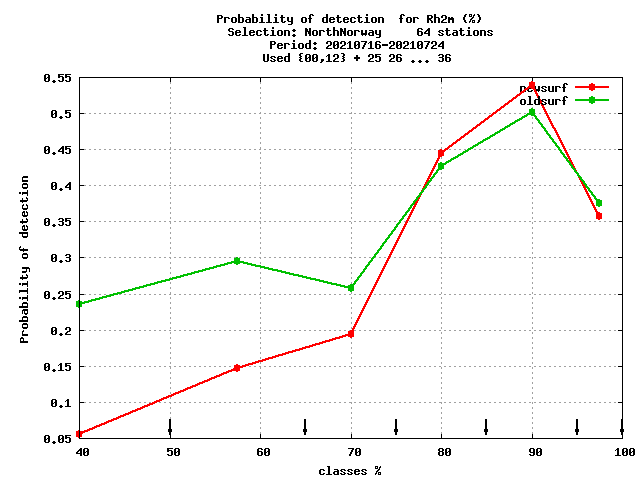 Probability of detection  for Rh2m (%)
Selection: NorthNorway     64 stations
Period: 20210716-20210724
Used {00,12} + 25 26 ... 36
newsurf
oldsurf
0.55
0.5
0.45
0.4
0.35
0.3
0.25
0.2
0.15
0.1
0.05
Probability of detection
40 50 60 70 80 90 100
classes %